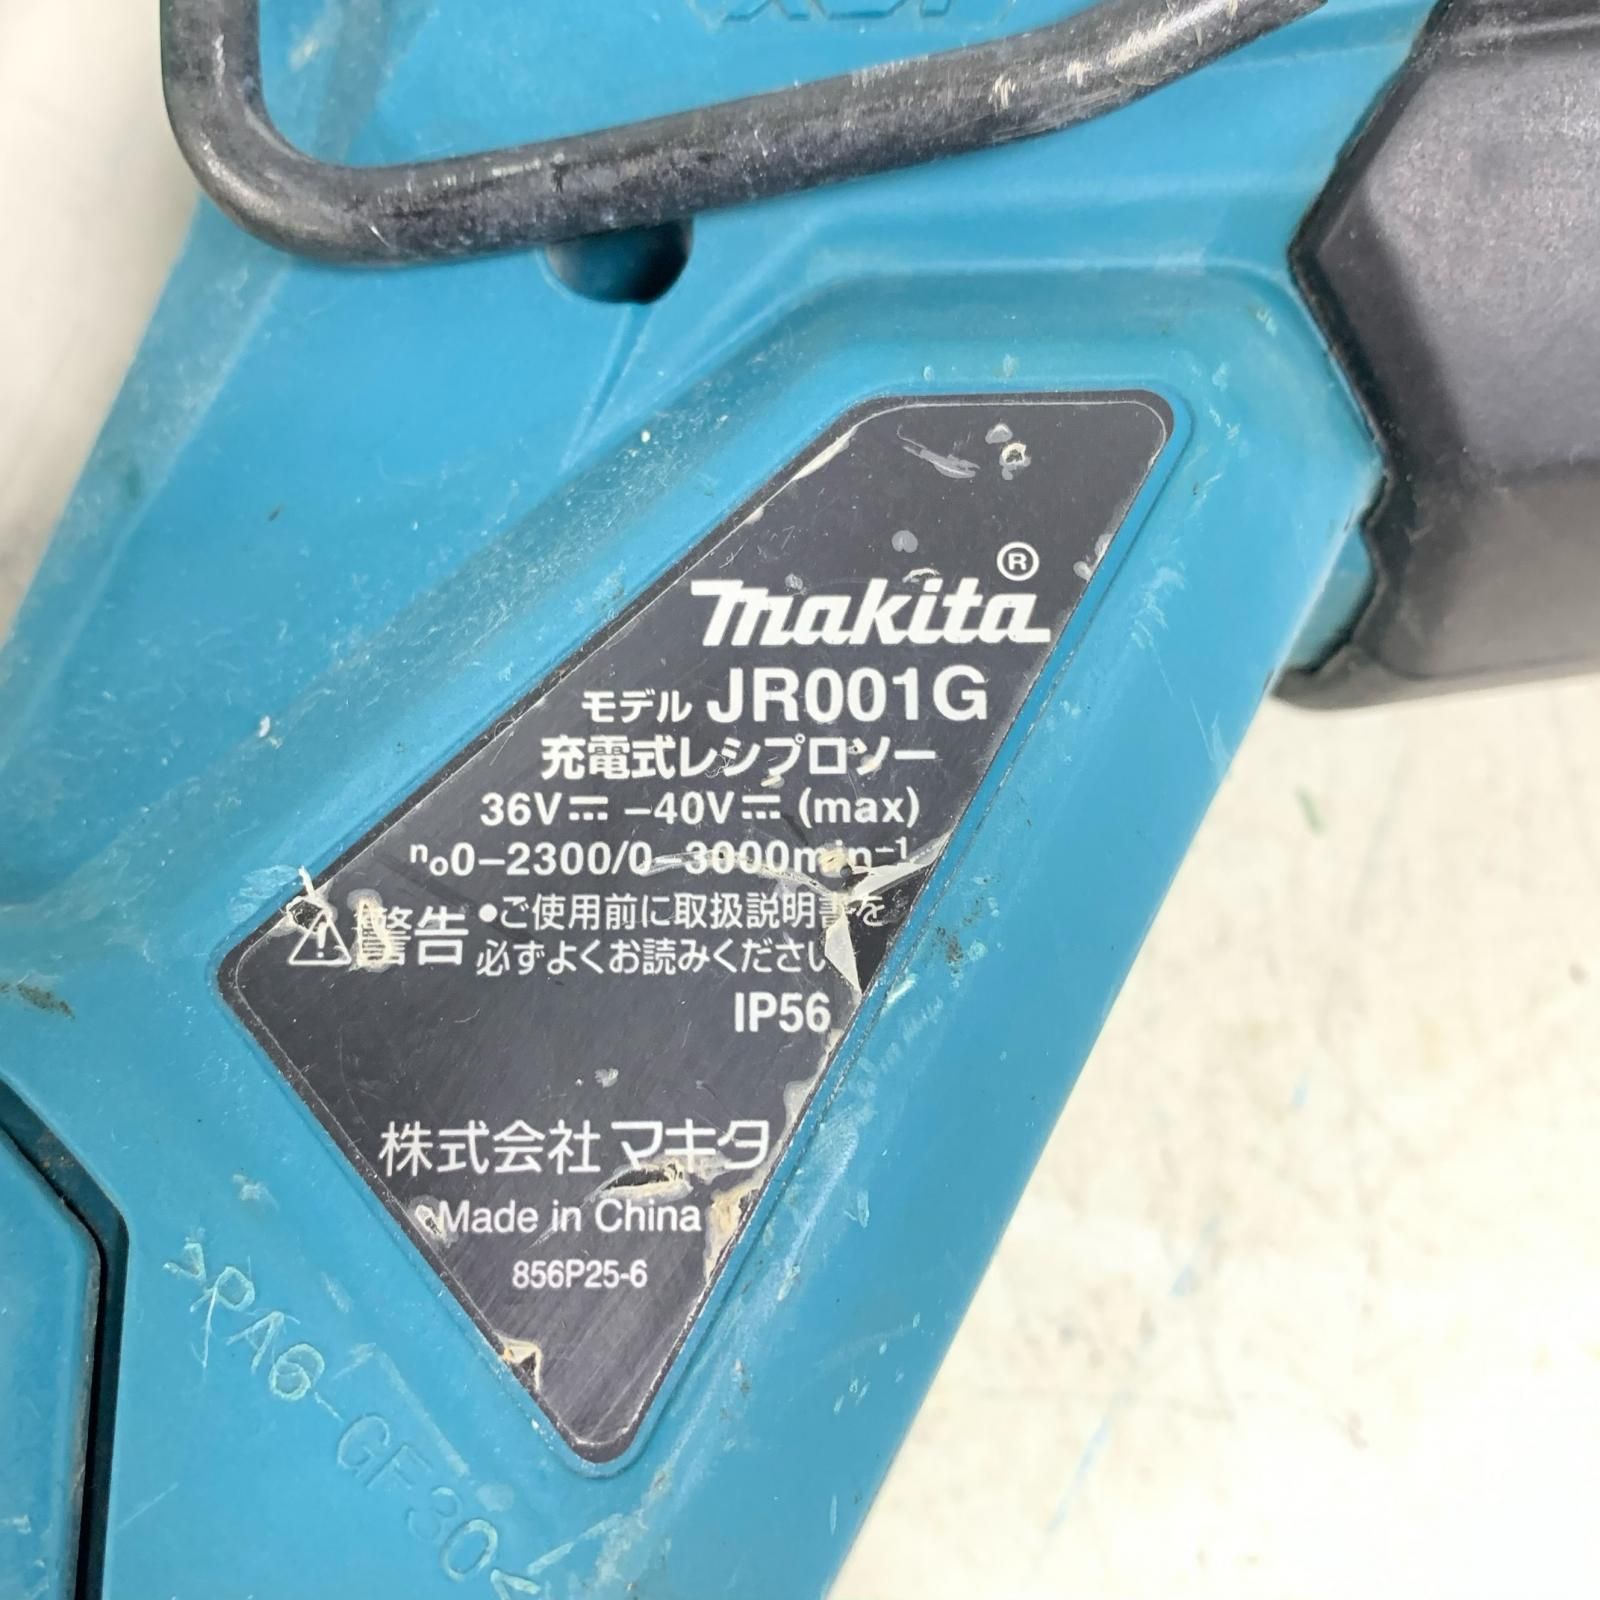 makita®
モデル JR001G
充電式レシプロソー
36V⎓ -40V⎓ (max)
n₀0-2300/0-3000min⁻¹
⚠警告 ●ご使用前に取扱説明書を
必ずよくお読みください
IP56
株式会社 マキタ
Made in China
856P25-6
>PA6-GF30<